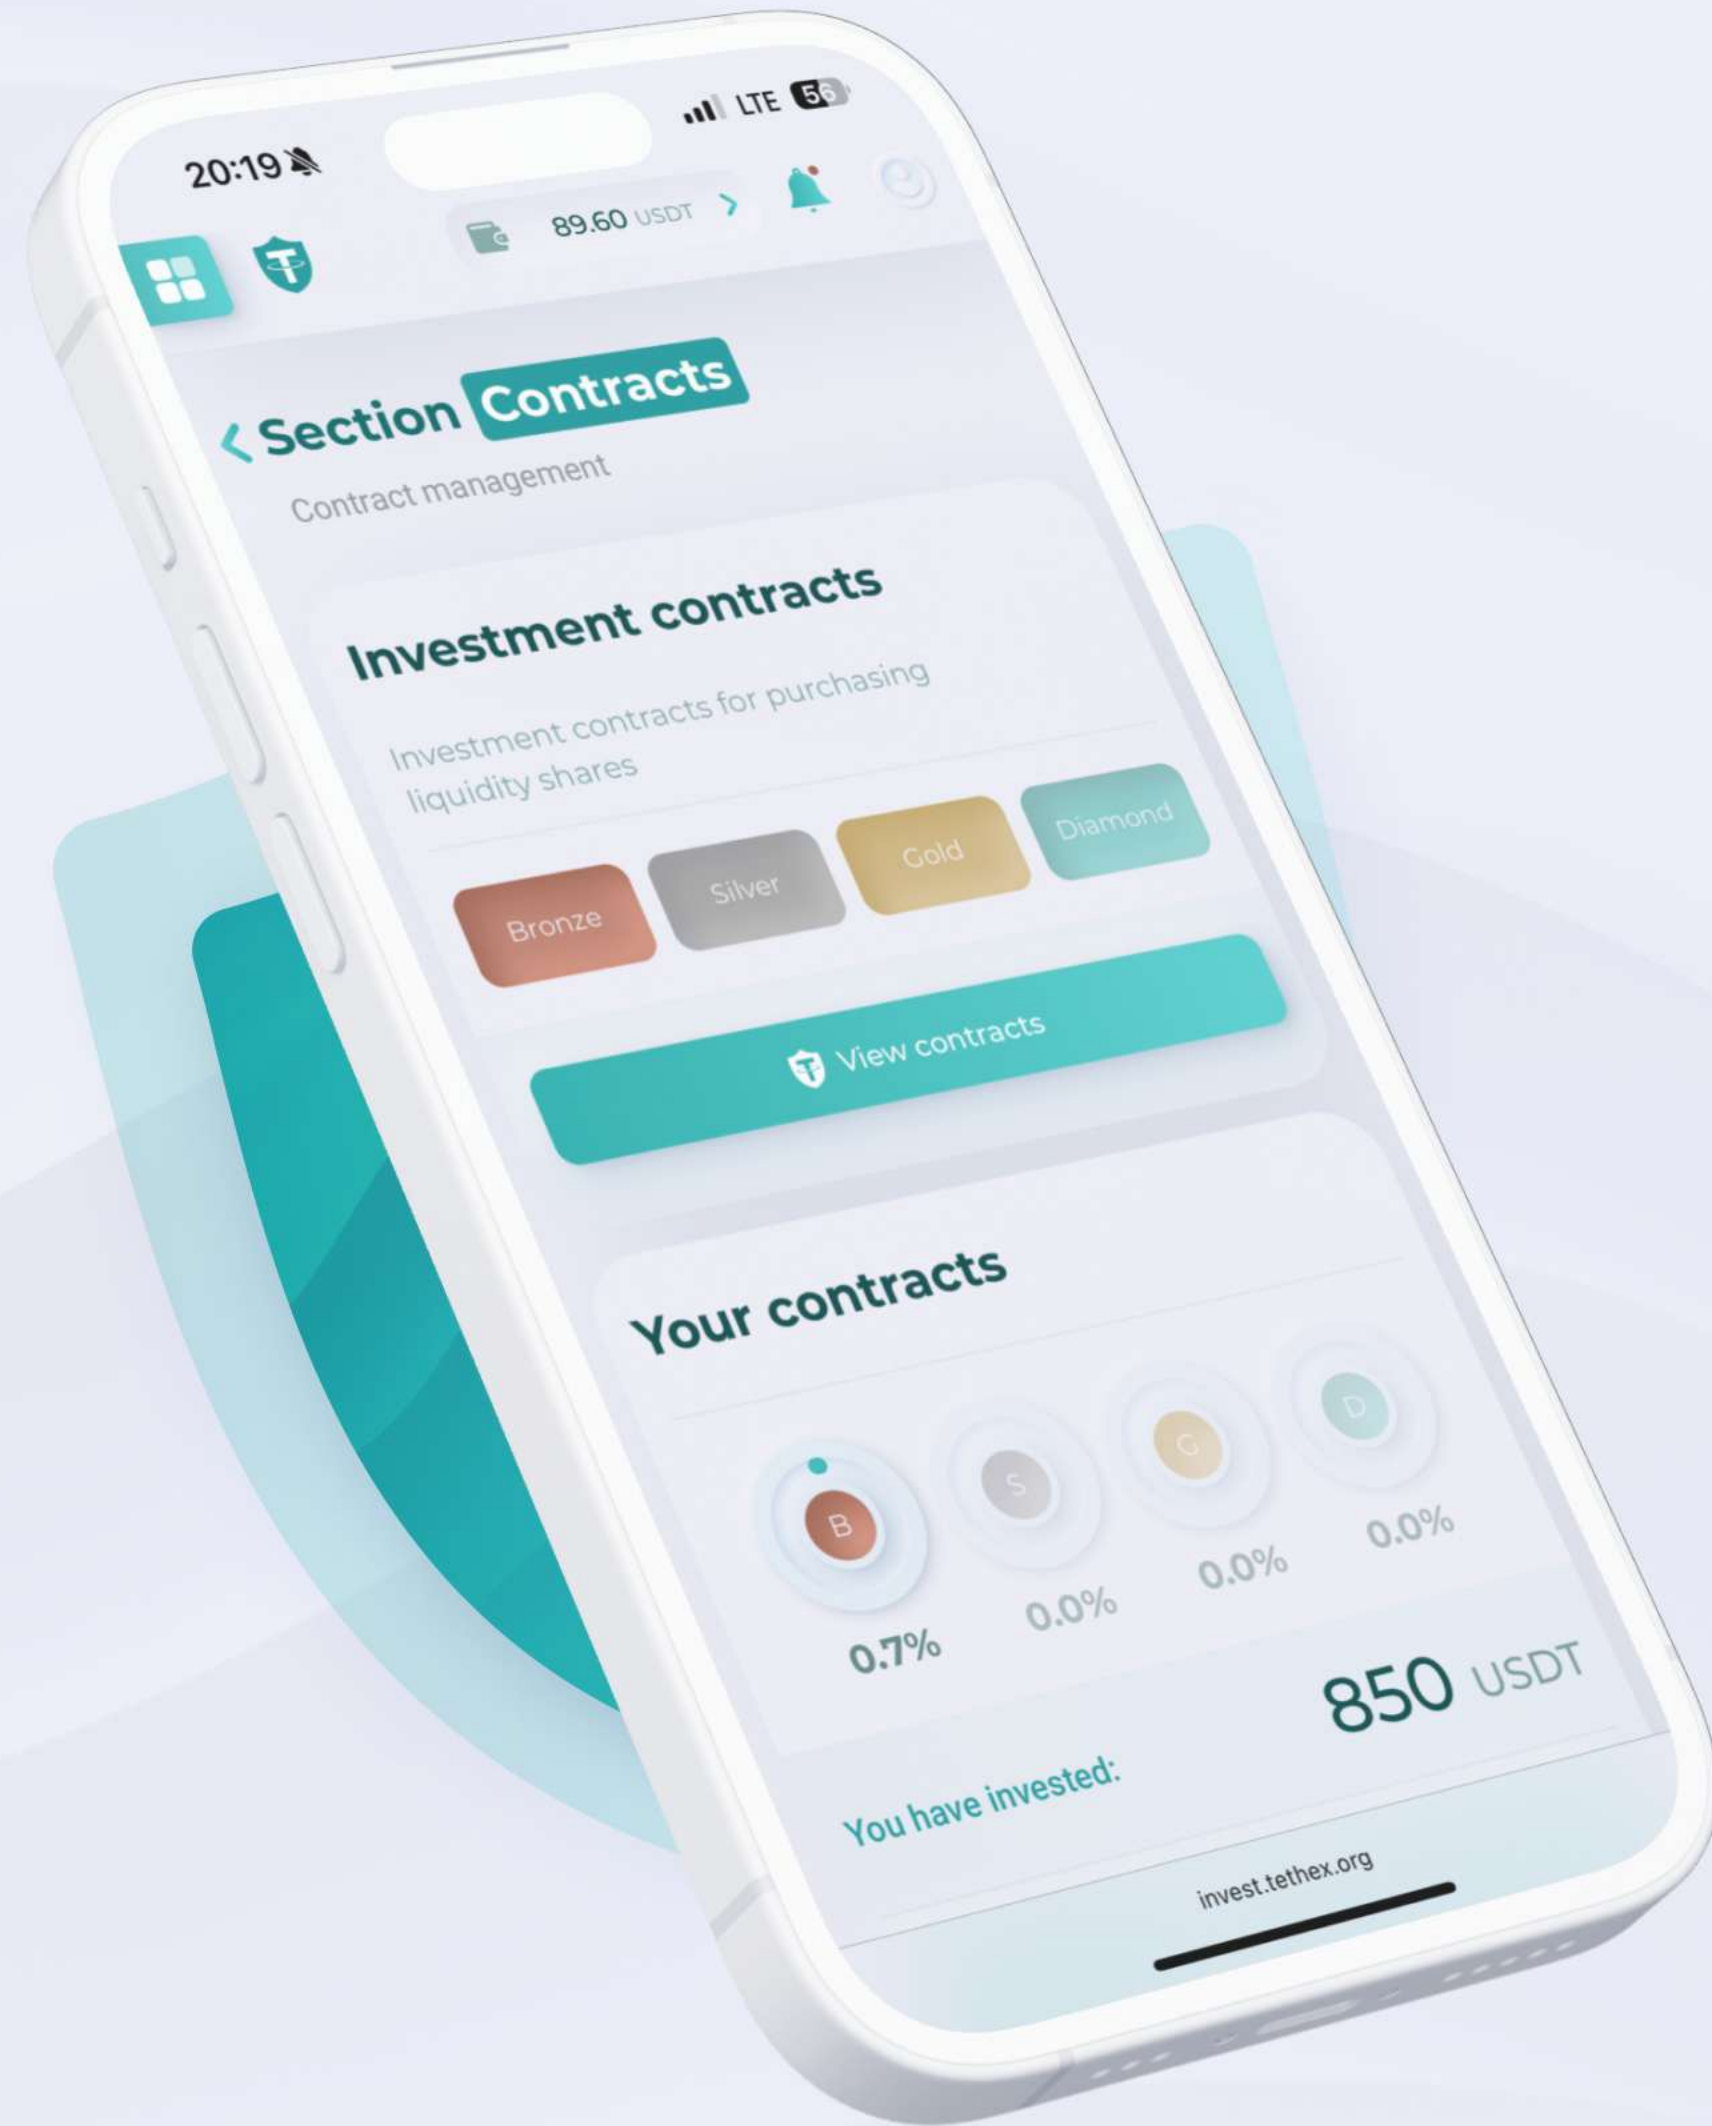 20:19
LTE 56
89.60 USDT
Section Contracts
Contract management
Investment contracts
Investment contracts for purchasing
liquidity shares
Bronze Silver Gold Diamond
View contracts
Your contracts
B S G D
0.7% 0.0% 0.0% 0.0%
You have invested: 850 USDT
invest.tethex.org